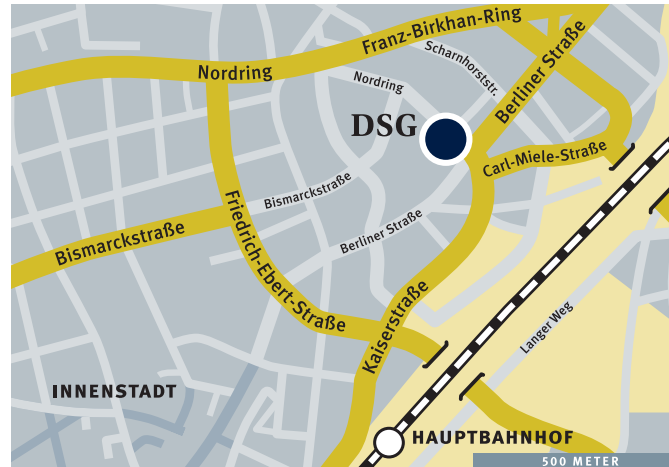 Franz-Birkhan-Ring
Scharnhorststr.
Nordring
Nordring
Berliner Straße
DSG
Carl-Miele-Straße
Bismarckstraße
Friedrich-Ebert-Straße
Berliner Straße
Bismarckstraße
Kaiserstraße
Langer Weg
INNENSTADT
HAUPTBAHNHOF
500 METER